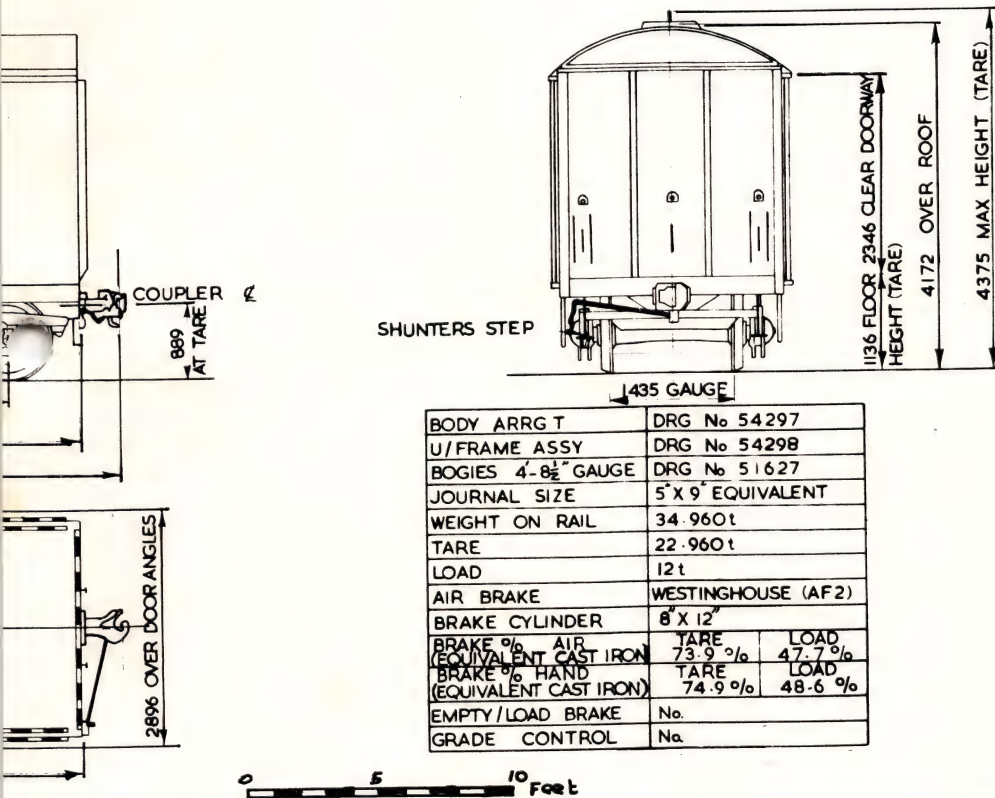 COUPLER ℄
889
AT TARE
2896 OVER DOOR ANGLES
SHUNTERS STEP
1435 GAUGE
1136 FLOOR 2346 CLEAR DOORWAY
HEIGHT (TARE)
4172 OVER ROOF
4375 MAX HEIGHT (TARE)
BODY ARRGT DRG No 54297
U/FRAME ASSY DRG No 54298
BOGIES 4'-8½" GAUGE DRG No 51627
JOURNAL SIZE 5" X 9" EQUIVALENT
WEIGHT ON RAIL 34.960t
TARE 22.960t
LOAD 12t
AIR BRAKE WESTINGHOUSE (AF2)
BRAKE CYLINDER 8" X 12"
BRAKE % AIR TARE LOAD
(EQUIVALENT CAST IRON) 73.9 % 47.7 %
BRAKE % HAND TARE LOAD
(EQUIVALENT CAST IRON) 74.9 % 48.6 %
EMPTY/LOAD BRAKE No.
GRADE CONTROL No.
0 5 10 Feet